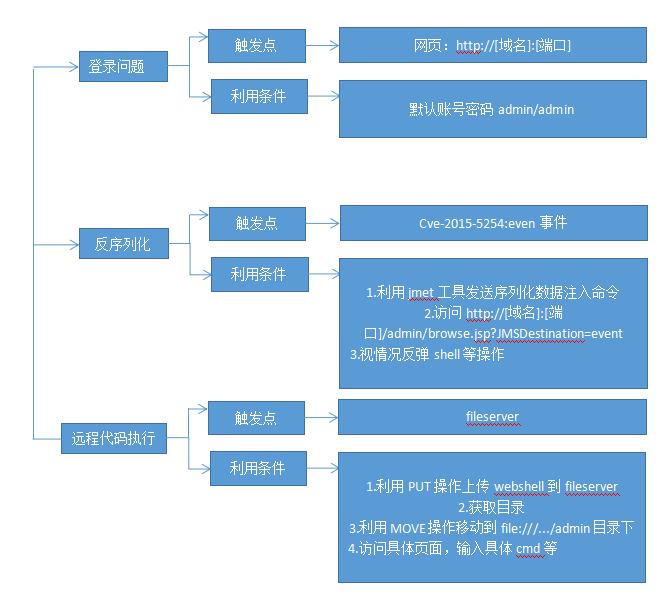 登录问题
触发点
网页：http://[域名]:[端口]
利用条件
默认账号密码 admin/admin
反序列化
触发点
Cve-2015-5254:even 事件
利用条件
1.利用 jmet 工具发送序列化数据注入命令
2.访问 http://[域名]:[端
口]/admin/browse.jsp?JMSDestination=event
3.视情况反弹 shell 等操作
远程代码执行
触发点
fileserver
利用条件
1.利用 PUT 操作上传 webshell 到 fileserver
2.获取目录
3.利用 MOVE 操作移动到 file:///.../admin 目录下
4.访问具体页面，输入具体 cmd 等